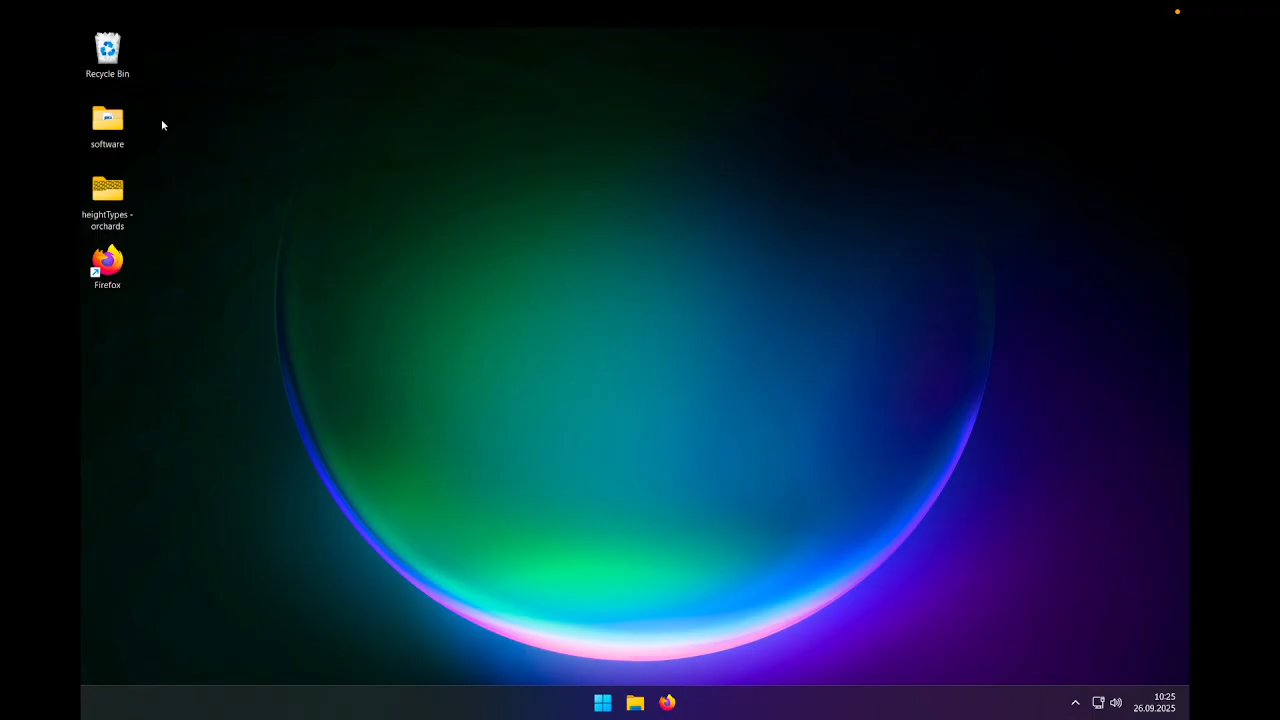 Recycle Bin
software
heightTypes -
orchards
Firefox
10:25
26.09.2025